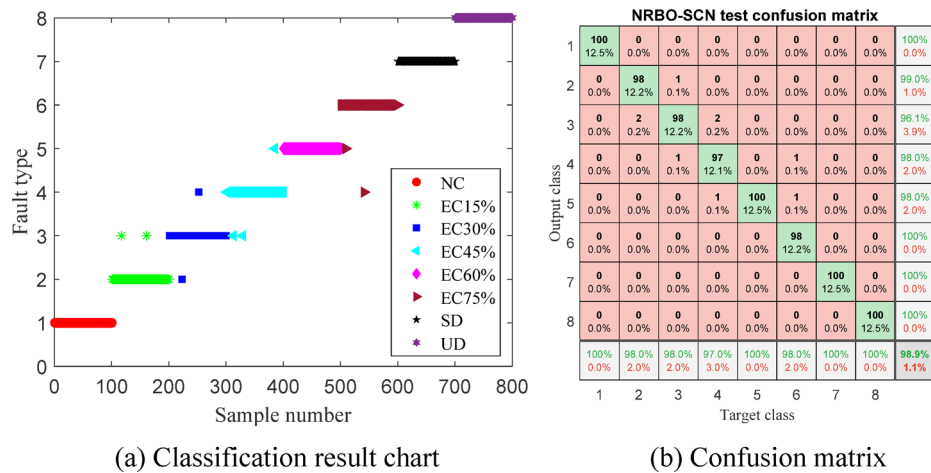 8
7
6
5
4
3
2
1
0
Fault type
NC
EC15%
EC30%
EC45%
EC60%
EC75%
SD
UD
0 100 200 300 400 500 600 700 800
Sample number
(a) Classification result chart
NRBO-SCN test confusion matrix
1 100 0 0 0 0 0 0 0 100%
12.5% 0.0% 0.0% 0.0% 0.0% 0.0% 0.0% 0.0% 0.0%
2 0 98 1 0 0 0 0 0 99.0%
0.0% 12.2% 0.1% 0.0% 0.0% 0.0% 0.0% 0.0% 1.0%
3 0 2 98 2 0 0 0 0 96.1%
0.0% 0.2% 12.2% 0.2% 0.0% 0.0% 0.0% 0.0% 3.9%
4 0 0 1 97 0 1 0 0 98.0%
0.0% 0.0% 0.1% 12.1% 0.0% 0.1% 0.0% 0.0% 2.0%
5 0 0 0 1 100 1 0 0 98.0%
0.0% 0.0% 0.0% 0.1% 12.5% 0.1% 0.0% 0.0% 2.0%
6 0 0 0 0 0 98 0 0 100%
0.0% 0.0% 0.0% 0.0% 0.0% 12.2% 0.0% 0.0% 0.0%
7 0 0 0 0 0 0 100 0 100%
0.0% 0.0% 0.0% 0.0% 0.0% 0.0% 12.5% 0.0% 0.0%
8 0 0 0 0 0 0 0 100 100%
0.0% 0.0% 0.0% 0.0% 0.0% 0.0% 0.0% 12.5% 0.0%
100% 98.0% 98.0% 97.0% 100% 98.0% 100% 100% 98.9%
0.0% 2.0% 2.0% 3.0% 0.0% 2.0% 0.0% 0.0% 1.1%
Output class
1 2 3 4 5 6 7 8
Target class
(b) Confusion matrix